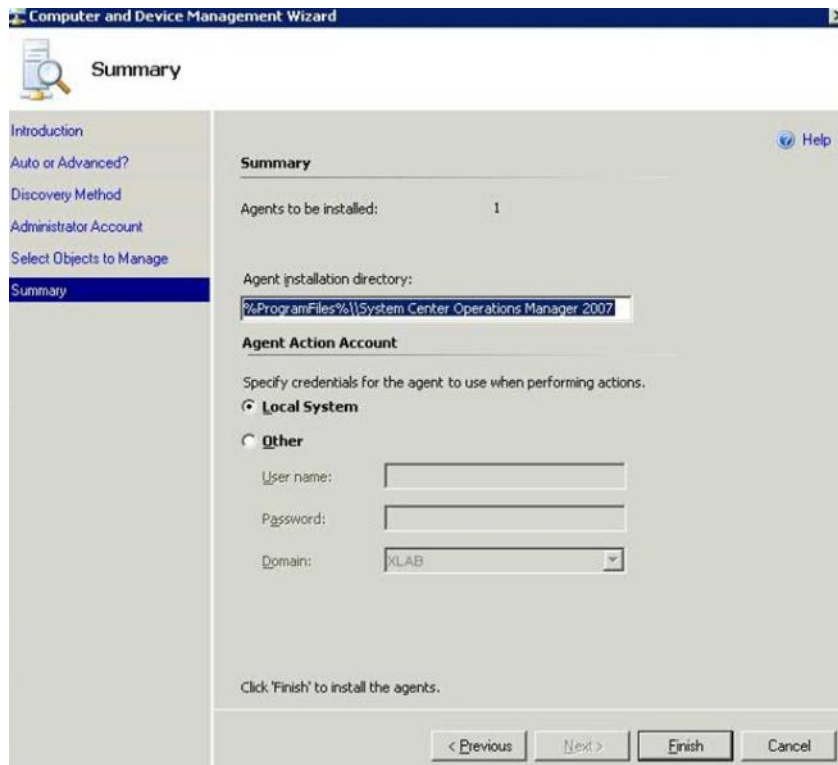 Computer and Device Management Wizard
Summary
Introduction
Auto or Advanced?
Discovery Method
Administrator Account
Select Objects to Manage
Summary
Help
Summary
Agents to be installed: 1
Agent installation directory:
%ProgramFiles%\\System Center Operations Manager 2007
Agent Action Account
Specify credentials for the agent to use when performing actions.
Local System
Other
User name:
Password:
Domain: XLAB
Click 'Finish' to install the agents.
< Previous Next > Finish Cancel